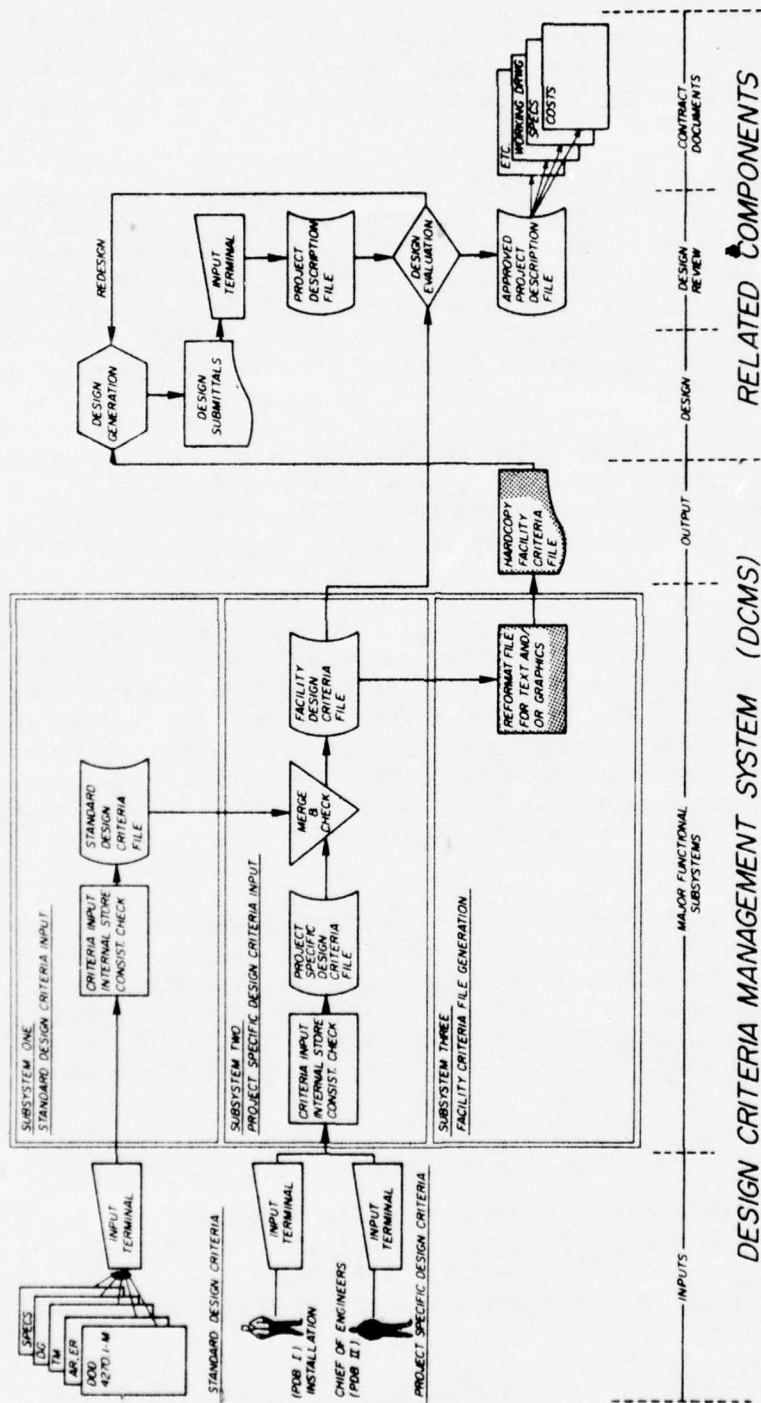 SPECS
DG
TM
AR, ER
DOD
4270.1-M
INPUT
TERMINAL
STANDARD DESIGN CRITERIA
(PDB I)
INSTALLATION
INPUT
TERMINAL
CHIEF OF ENGINEERS
(PDB II)
INPUT
TERMINAL
PROJECT SPECIFIC DESIGN CRITERIA
SUBSYSTEM ONE
STANDARD DESIGN CRITERIA INPUT
CRITERIA INPUT
INTERNAL STORE
CONSIST. CHECK
STANDARD
DESIGN
CRITERIA
FILE
SUBSYSTEM TWO
PROJECT SPECIFIC DESIGN CRITERIA INPUT
CRITERIA INPUT
INTERNAL STORE
CONSIST. CHECK
PROJECT
SPECIFIC
DESIGN
CRITERIA
FILE
MERGE
&
CHECK
FACILITY
DESIGN
CRITERIA
FILE
SUBSYSTEM THREE
FACILITY CRITERIA FILE GENERATION
REFORMAT FILE
FOR TEXT AND/
OR GRAPHICS
HARDCOPY
FACILITY
CRITERIA
FILE
DESIGN
GENERATION
REDESIGN
DESIGN
SUBMITTALS
INPUT
TERMINAL
PROJECT
DESCRIPTION
FILE
DESIGN
EVALUATION
APPROVED
PROJECT
DESCRIPTION
FILE
ETC.
WORKING DRWG
SPECS
COSTS
INPUTS
MAJOR FUNCTIONAL
SUBSYSTEMS
OUTPUT
DESIGN
DESIGN
REVIEW
CONTRACT
DOCUMENTS
DESIGN CRITERIA MANAGEMENT SYSTEM (DCMS)
RELATED COMPONENTS